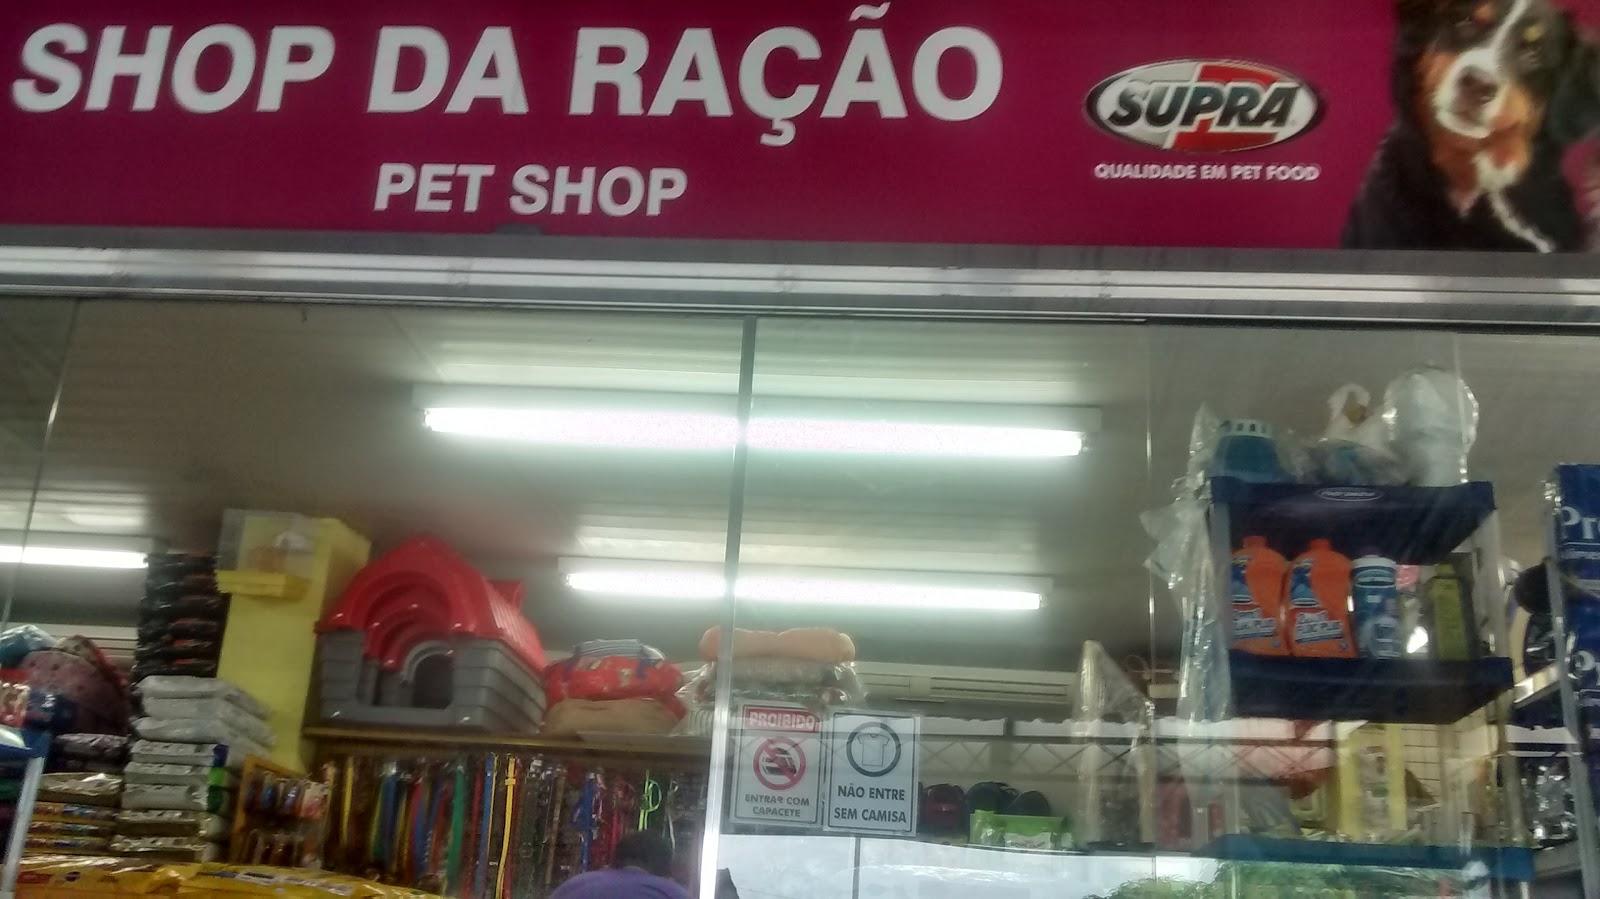 SHOP DA RAÇÃO
PET SHOP
SUPRA
QUALIDADE EM PET FOOD
PROIBIDO
ENTRAR COM
CAPACETE
NÃO ENTRE
SEM CAMISA